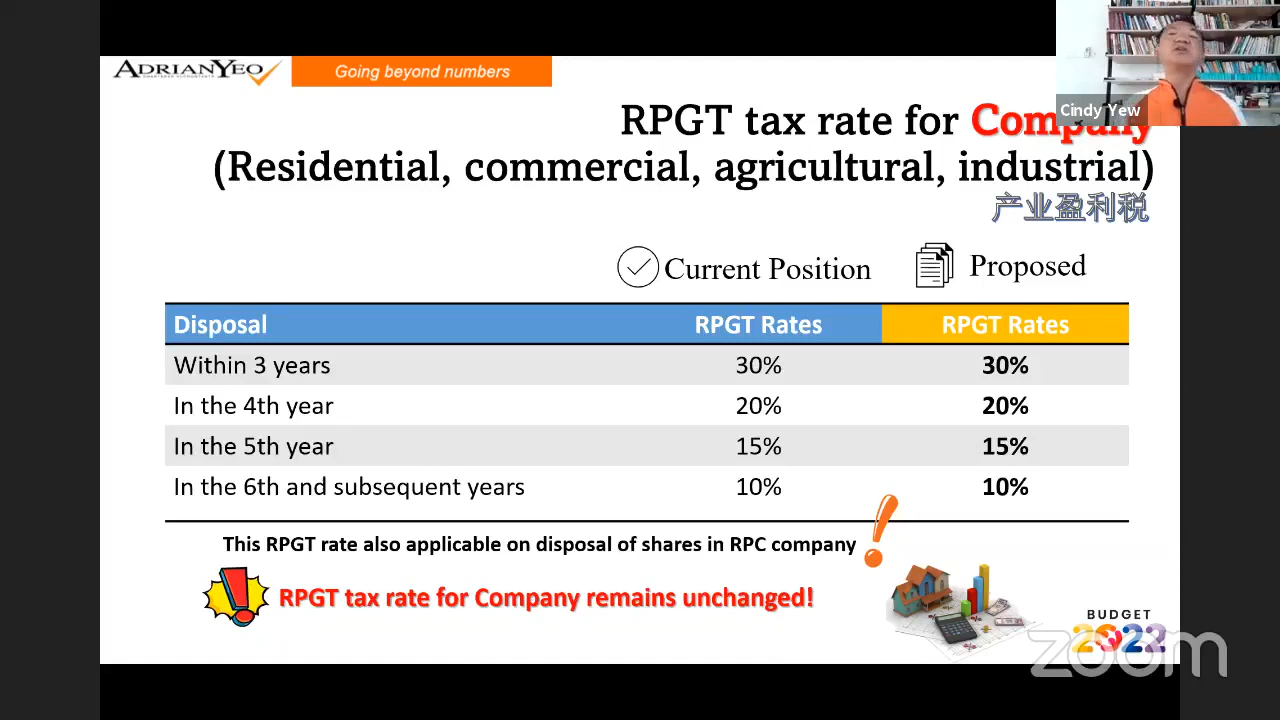 ADRIANYEO
CHARTERED ACCOUNTANTS
Going beyond numbers
Cindy Yew
RPGT tax rate for Company
(Residential, commercial, agricultural, industrial)
产业盈利税
Current Position
Proposed
Disposal RPGT Rates RPGT Rates
Within 3 years 30% 30%
In the 4th year 20% 20%
In the 5th year 15% 15%
In the 6th and subsequent years 10% 10%
This RPGT rate also applicable on disposal of shares in RPC company
RPGT tax rate for Company remains unchanged!
BUDGET
2022
zoom